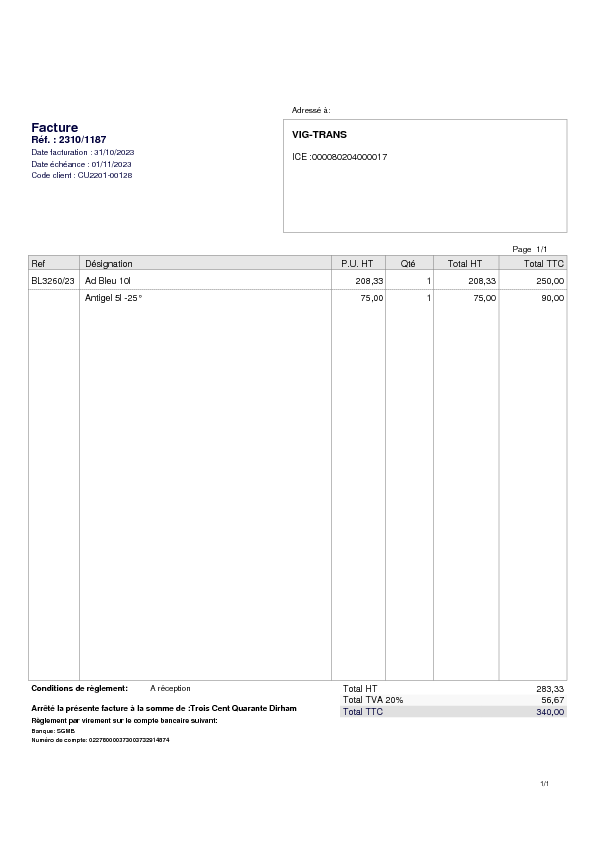 Adressé à:
Facture
Réf. : 2310/1187
Date facturation : 31/10/2023
Date échéance : 01/11/2023
Code client : CU2201-00128
VIG-TRANS
ICE :000080204000017
Page 1/1
Ref Désignation P.U. HT Qté Total HT Total TTC
BL3260/23 Ad Bleu 10l 208,33 1 208,33 250,00
Antigel 5l -25° 75,00 1 75,00 90,00
Conditions de règlement: A réception
Total HT 283,33
Total TVA 20% 56,67
Total TTC 340,00
Arrêté la présente facture à la somme de :Trois Cent Quarante Dirham
Règlement par virement sur le compte bancaire suivant:
Banque: SGMB
Numéro de compte:
1/1